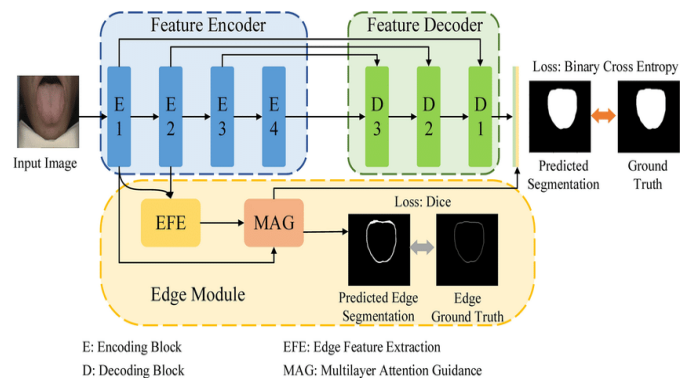 Feature Encoder
Feature Decoder
Loss: Binary Cross Entropy
E
1
E
2
E
3
E
4
D
3
D
2
D
1
Input Image
Predicted
Segmentation
Ground
Truth
EFE
MAG
Loss: Dice
Edge Module
Predicted Edge
Segmentation
Edge
Ground Truth
E: Encoding Block
EFE: Edge Feature Extraction
D: Decoding Block
MAG: Multilayer Attention Guidance